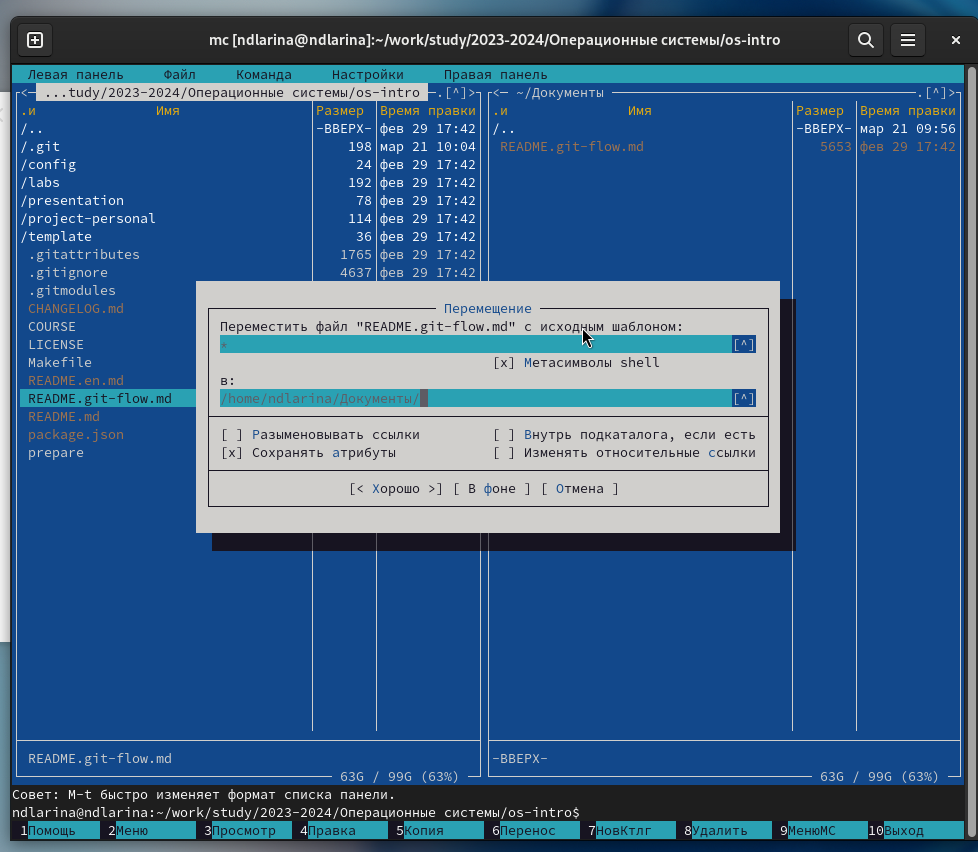 mc [ndlarina@ndlarina]:~/work/study/2023-2024/Операционные системы/os-intro
Левая панель Файл Команда Настройки Правая панель
<— ...tudy/2023-2024/Операционные системы/os-intro —.[^]>
.и Имя Размер Время правки
/.. -ВВЕРХ- фев 29 17:42
/.git 198 мар 21 10:04
/config 24 фев 29 17:42
/labs 192 фев 29 17:42
/presentation 78 фев 29 17:42
/project-personal 114 фев 29 17:42
/template 36 фев 29 17:42
.gitattributes 1765 фев 29 17:42
.gitignore 4637 фев 29 17:42
.gitmodules
CHANGELOG.md
COURSE
LICENSE
Makefile
README.en.md
README.git-flow.md
README.md
package.json
prepare
README.git-flow.md
63G / 99G (63%)
<— ~/Документы —.[^]>
.и Имя Размер Время правки
/.. -ВВЕРХ- мар 21 09:56
README.git-flow.md 5653 фев 29 17:42
-ВВЕРХ-
63G / 99G (63%)
Перемещение
Переместить файл "README.git-flow.md" с исходным шаблоном:
* [^]
[x] Метасимволы shell
в:
/home/ndlarina/Документы/ [^]
[ ] Разыменовывать ссылки [ ] Внутрь подкаталога, если есть
[x] Сохранять атрибуты [ ] Изменять относительные ссылки
[< Хорошо >] [ В фоне ] [ Отмена ]
Совет: M-t быстро изменяет формат списка панели.
ndlarina@ndlarina:~/work/study/2023-2024/Операционные системы/os-intro$
1Помощь 2Меню 3Просмотр 4Правка 5Копия 6Перенос 7НовКтлг 8Удалить 9МенюMC 10Выход